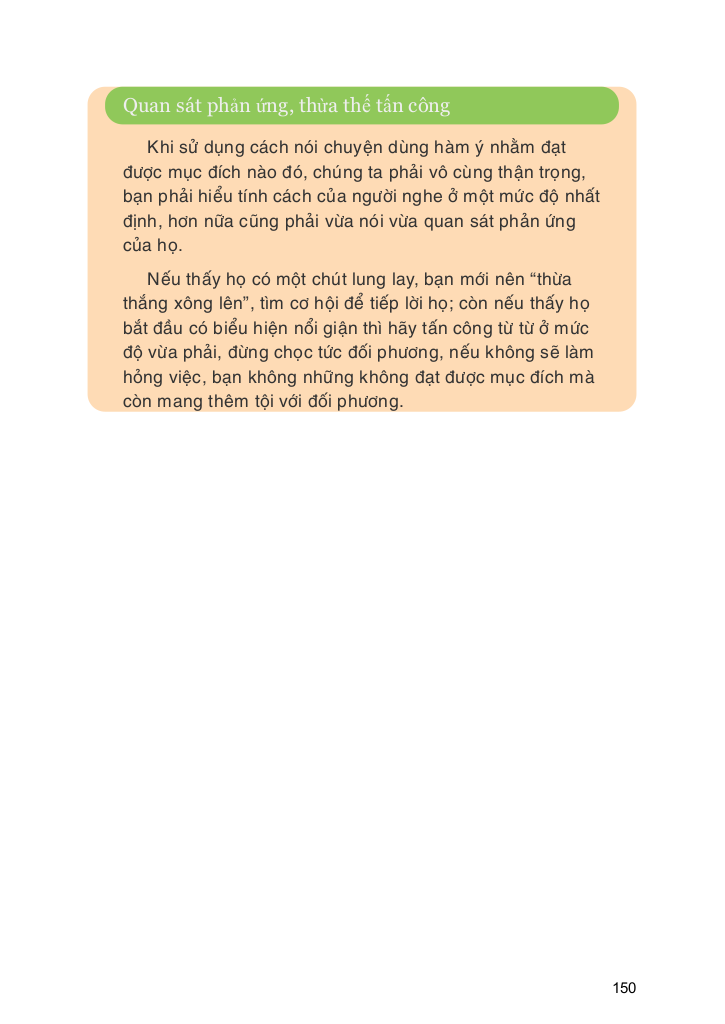 Quan sát phản ứng, thừa thế tấn công
Khi sử dụng cách nói chuyện dùng hàm ý nhằm đạt
được mục đích nào đó, chúng ta phải vô cùng thận trọng,
bạn phải hiểu tính cách của người nghe ở một mức độ nhất
định, hơn nữa cũng phải vừa nói vừa quan sát phản ứng
của họ.
Nếu thấy họ có một chút lung lay, bạn mới nên “thừa
thắng xông lên”, tìm cơ hội để tiếp lời họ; còn nếu thấy họ
bắt đầu có biểu hiện nổi giận thì hãy tấn công từ từ ở mức
độ vừa phải, đừng chọc tức đối phương, nếu không sẽ làm
hỏng việc, bạn không những không đạt được mục đích mà
còn mang thêm tội với đối phương.
150